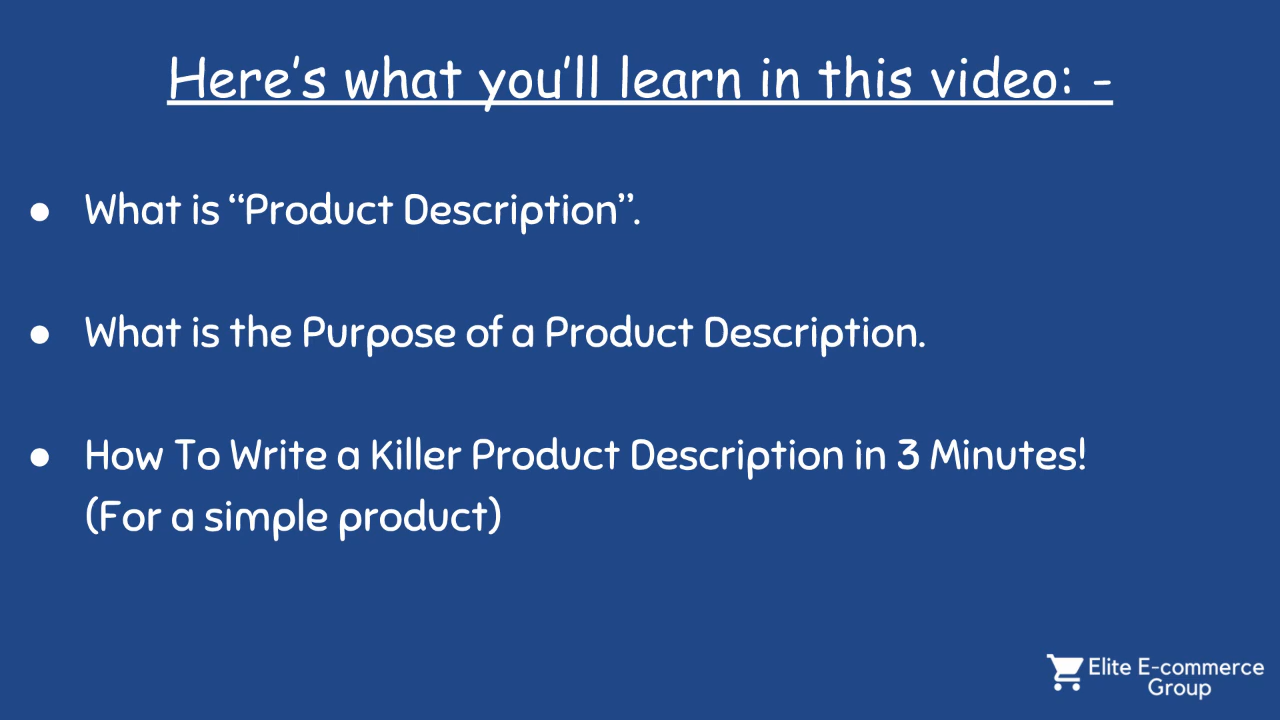 Here’s what you’ll learn in this video: -
● What is “Product Description”.
● What is the Purpose of a Product Description.
● How To Write a Killer Product Description in 3 Minutes!
(For a simple product)
Elite E-commerce
Group